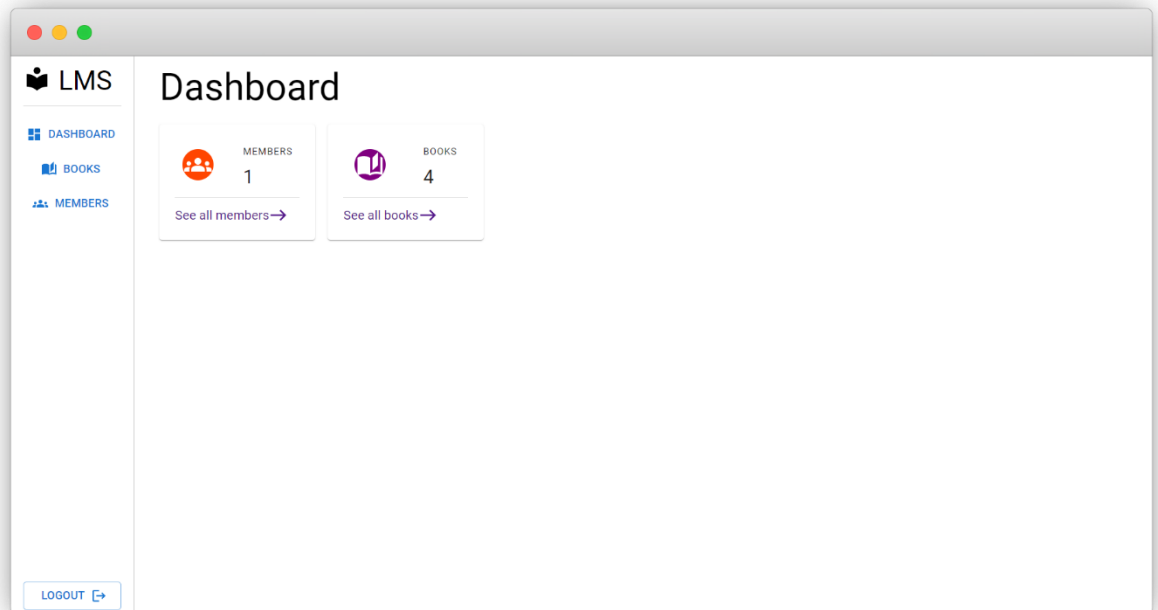 LMS
DASHBOARD
BOOKS
MEMBERS
LOGOUT
Dashboard
MEMBERS
1
See all members
BOOKS
4
See all books